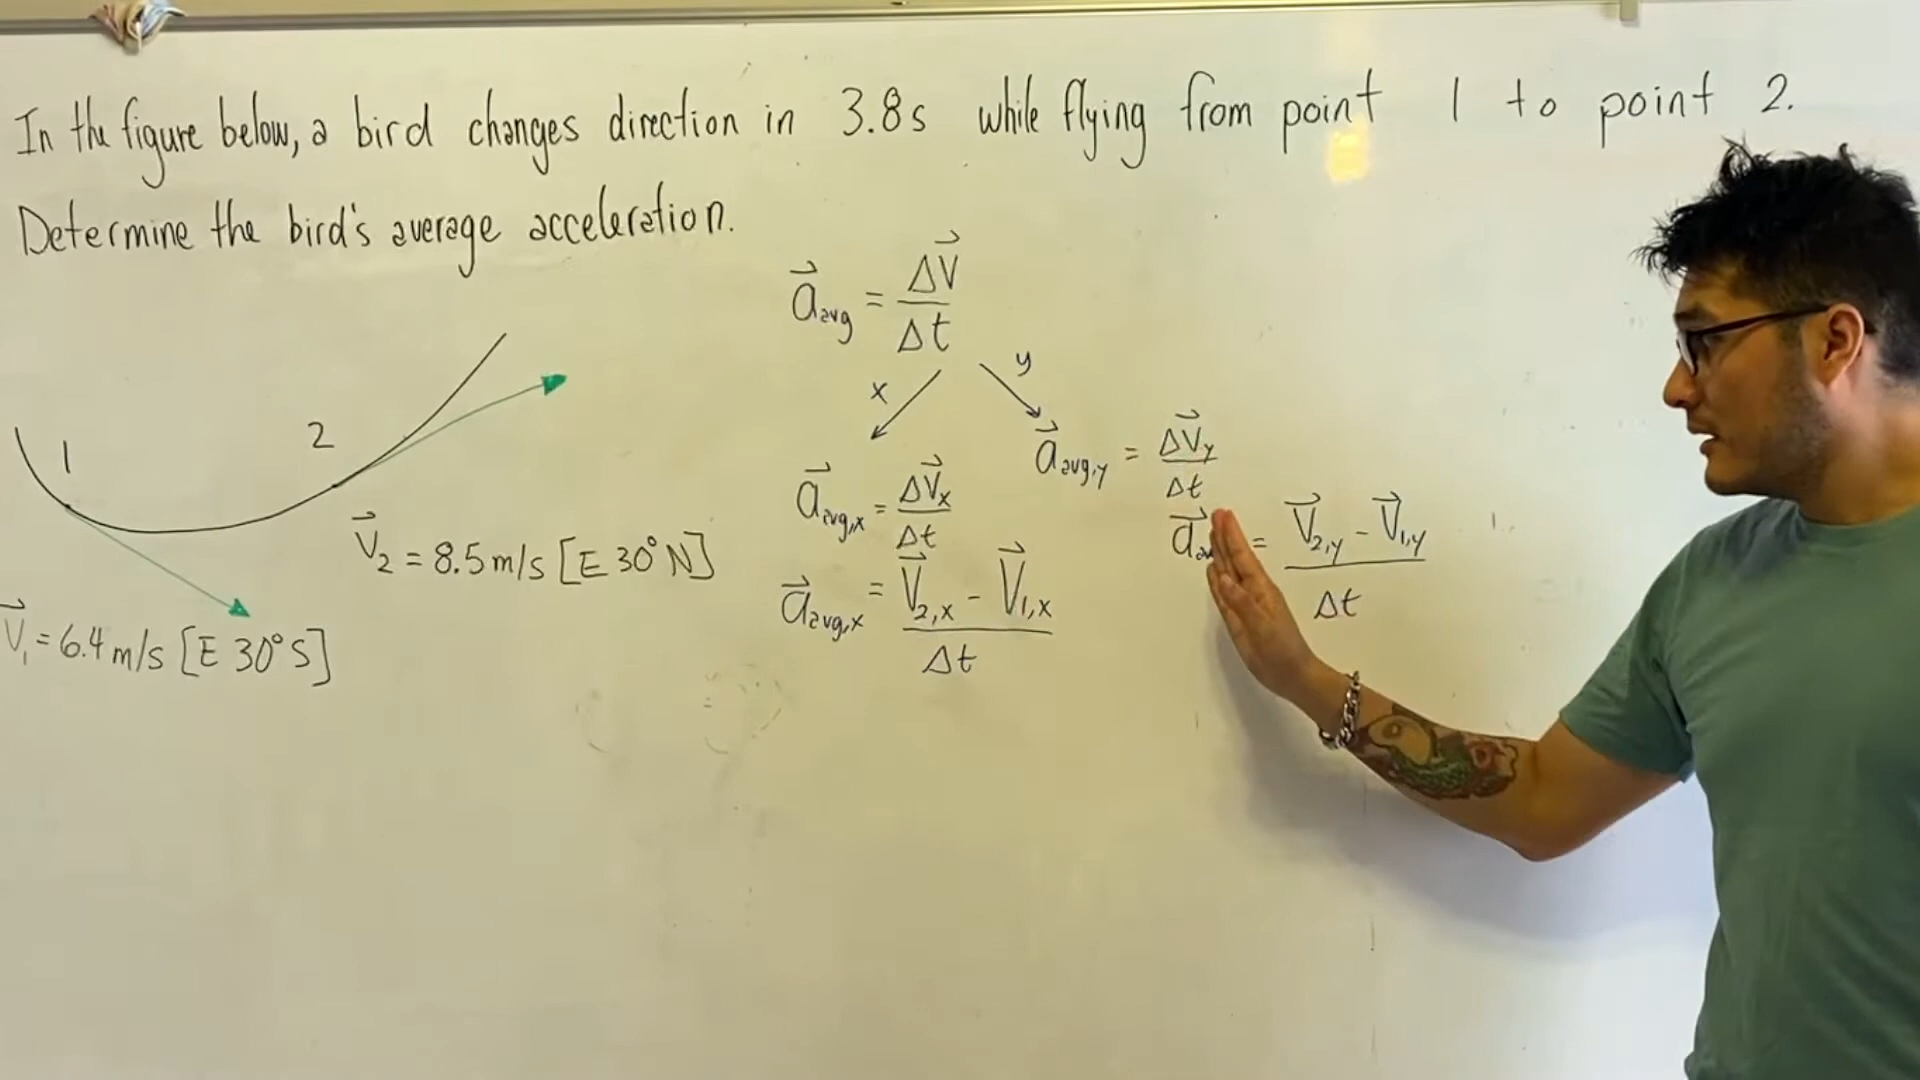 In the figure below, a bird changes direction in 3.8s while flying from point 1 to point 2.
Determine the bird's average acceleration.
1
2
V⃗₂ = 8.5 m/s [E 30° N]
V⃗₁ = 6.4 m/s [E 30° S]
a⃗avg = ΔV⃗ / Δt
x
y
a⃗avg,x = ΔV⃗x / Δt
a⃗avg,x = V⃗2,x - V⃗1,x / Δt
a⃗avg,y = ΔV⃗y / Δt
= V⃗2,y - V⃗1,y / Δt